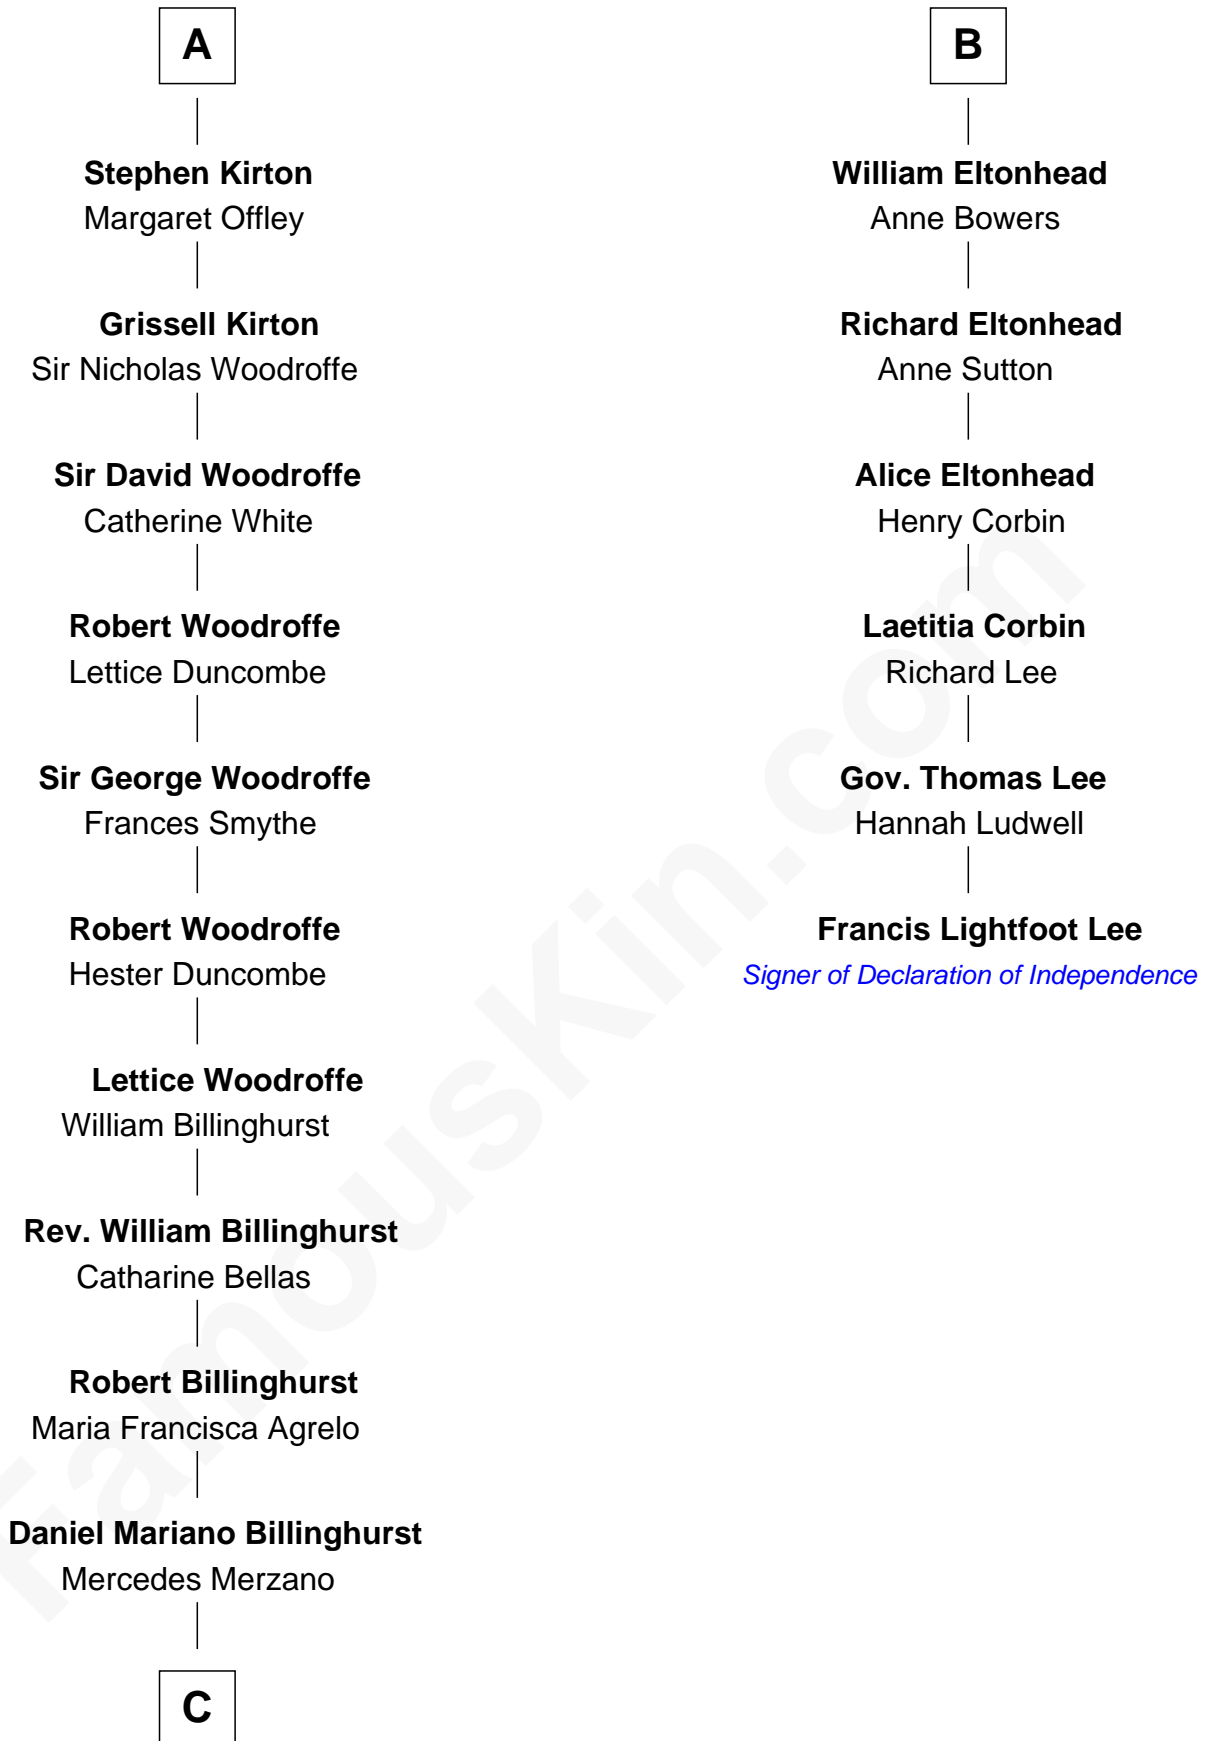 A
Stephen Kirton
Margaret Offley
Grissell Kirton
Sir Nicholas Woodroffe
Sir David Woodroffe
Catherine White
Robert Woodroffe
Lettice Duncombe
Sir George Woodroffe
Frances Smythe
Robert Woodroffe
Hester Duncombe
Lettice Woodroffe
William Billinghurst
Rev. William Billinghurst
Catharine Bellas
Robert Billinghurst
Maria Francisca Agrelo
Daniel Mariano Billinghurst
Mercedes Merzano
C
B
William Eltonhead
Anne Bowers
Richard Eltonhead
Anne Sutton
Alice Eltonhead
Henry Corbin
Laetitia Corbin
Richard Lee
Gov. Thomas Lee
Hannah Ludwell
Francis Lightfoot Lee
Signer of Declaration of Independence
FamousKin.com